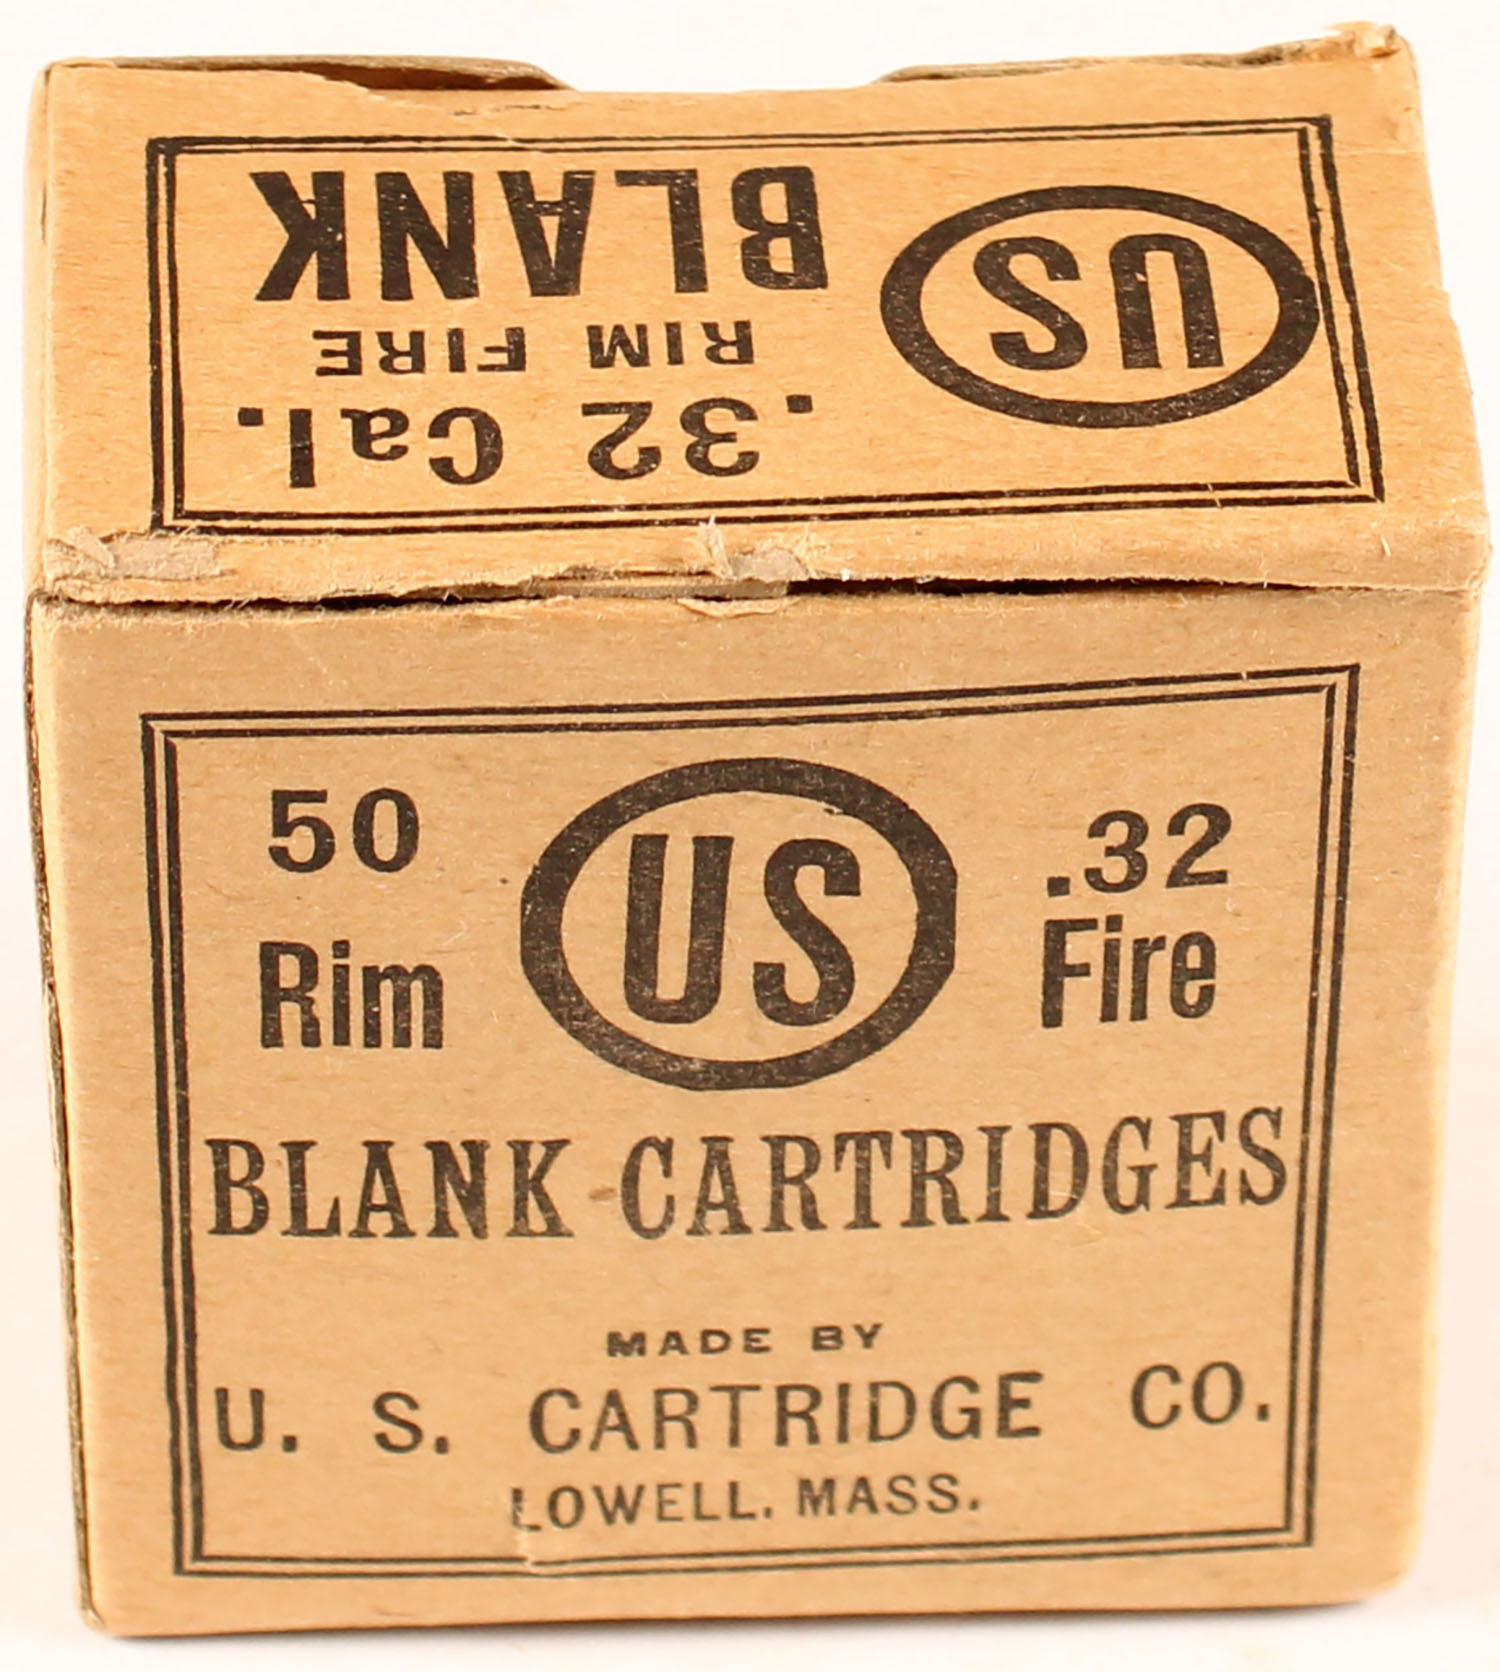 .32 Cal.
RIM FIRE
BLANK
US
50 US .32
Rim Fire
BLANK CARTRIDGES
MADE BY
U. S. CARTRIDGE CO.
LOWELL, MASS.